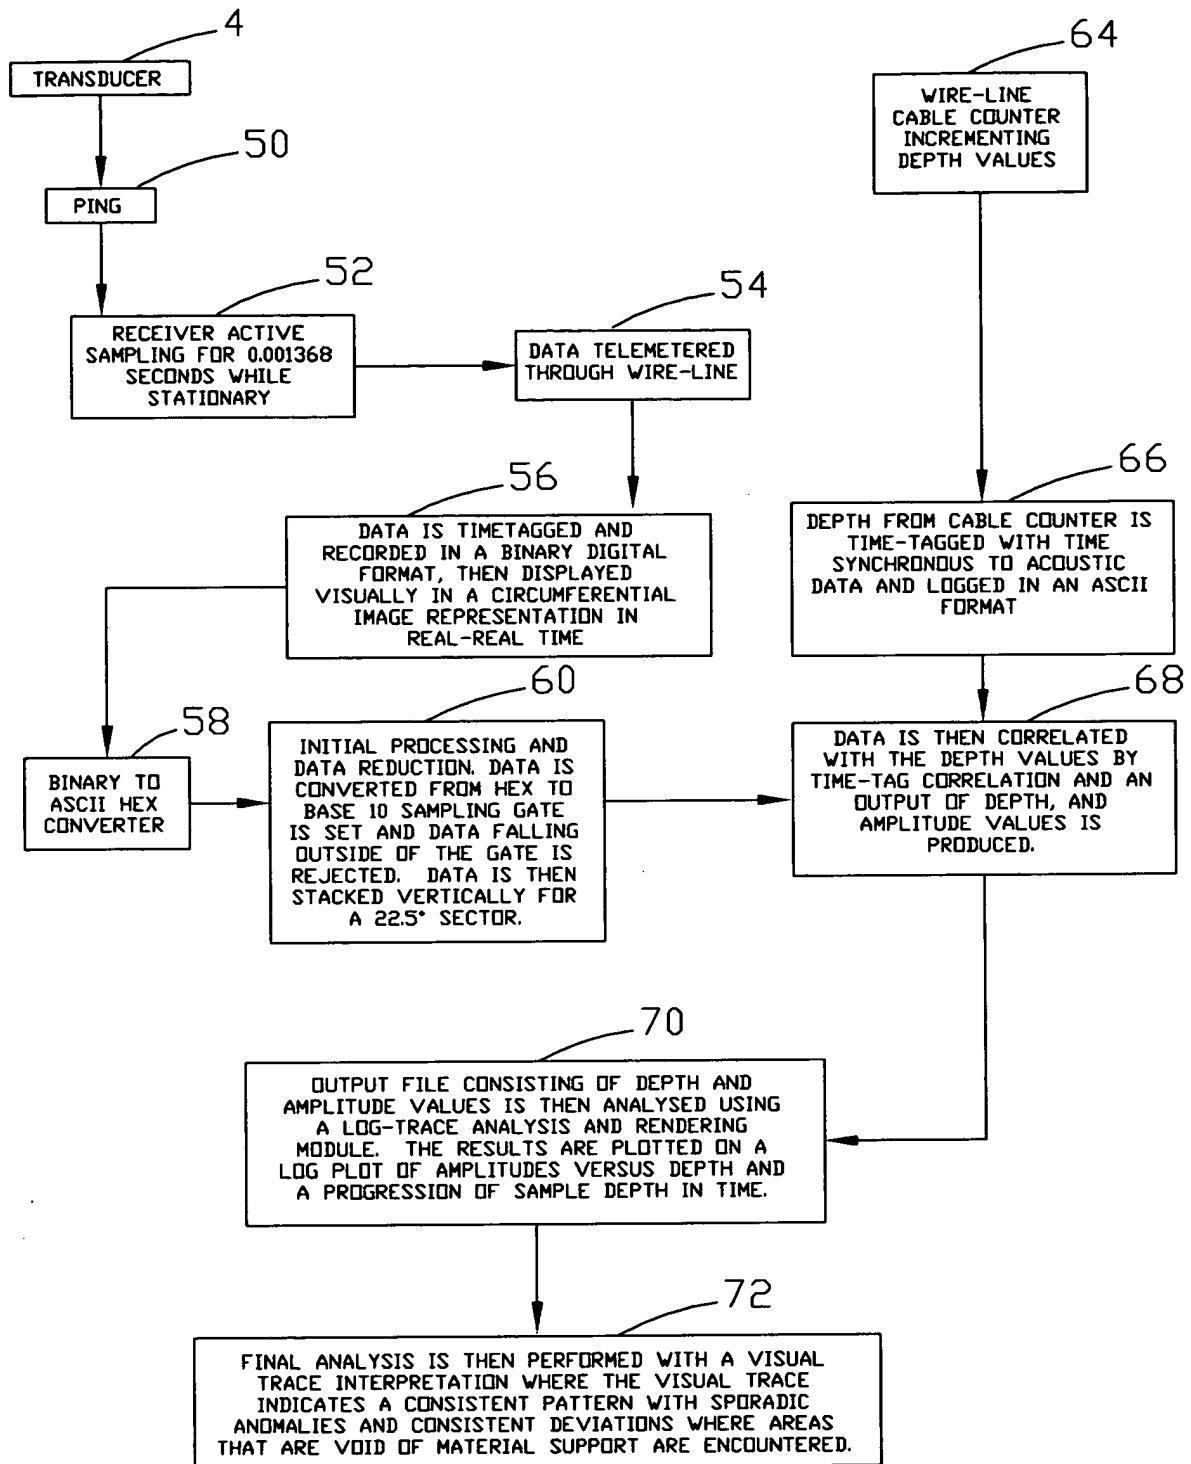 4
TRANSDUCER
50
PING
52
RECEIVER ACTIVE
SAMPLING FOR 0.001368
SECONDS WHILE
STATIONARY
54
DATA TELEMETERED
THROUGH WIRE-LINE
64
WIRE-LINE
CABLE COUNTER
INCREMENTING
DEPTH VALUES
56
DATA IS TIMETAGGED AND
RECORDED IN A BINARY DIGITAL
FORMAT, THEN DISPLAYED
VISUALLY IN A CIRCUMFERENTIAL
IMAGE REPRESENTATION IN
REAL-REAL TIME
66
DEPTH FROM CABLE COUNTER IS
TIME-TAGGED WITH TIME
SYNCHRONOUS TO ACOUSTIC
DATA AND LOGGED IN AN ASCII
FORMAT
58
BINARY TO
ASCII HEX
CONVERTER
60
INITIAL PROCESSING AND
DATA REDUCTION. DATA IS
CONVERTED FROM HEX TO
BASE 10 SAMPLING GATE
IS SET AND DATA FALLING
OUTSIDE OF THE GATE IS
REJECTED. DATA IS THEN
STACKED VERTICALLY FOR
A 22.5° SECTOR.
68
DATA IS THEN CORRELATED
WITH THE DEPTH VALUES BY
TIME-TAG CORRELATION AND AN
OUTPUT OF DEPTH, AND
AMPLITUDE VALUES IS
PRODUCED.
70
OUTPUT FILE CONSISTING OF DEPTH AND
AMPLITUDE VALUES IS THEN ANALYSED USING
A LOG-TRACE ANALYSIS AND RENDERING
MODULE. THE RESULTS ARE PLOTTED ON A
LOG PLOT OF AMPLITUDES VERSUS DEPTH AND
A PROGRESSION OF SAMPLE DEPTH IN TIME.
72
FINAL ANALYSIS IS THEN PERFORMED WITH A VISUAL
TRACE INTERPRETATION WHERE THE VISUAL TRACE
INDICATES A CONSISTENT PATTERN WITH SPORADIC
ANOMALIES AND CONSISTENT DEVIATIONS WHERE AREAS
THAT ARE VOID OF MATERIAL SUPPORT ARE ENCOUNTERED.